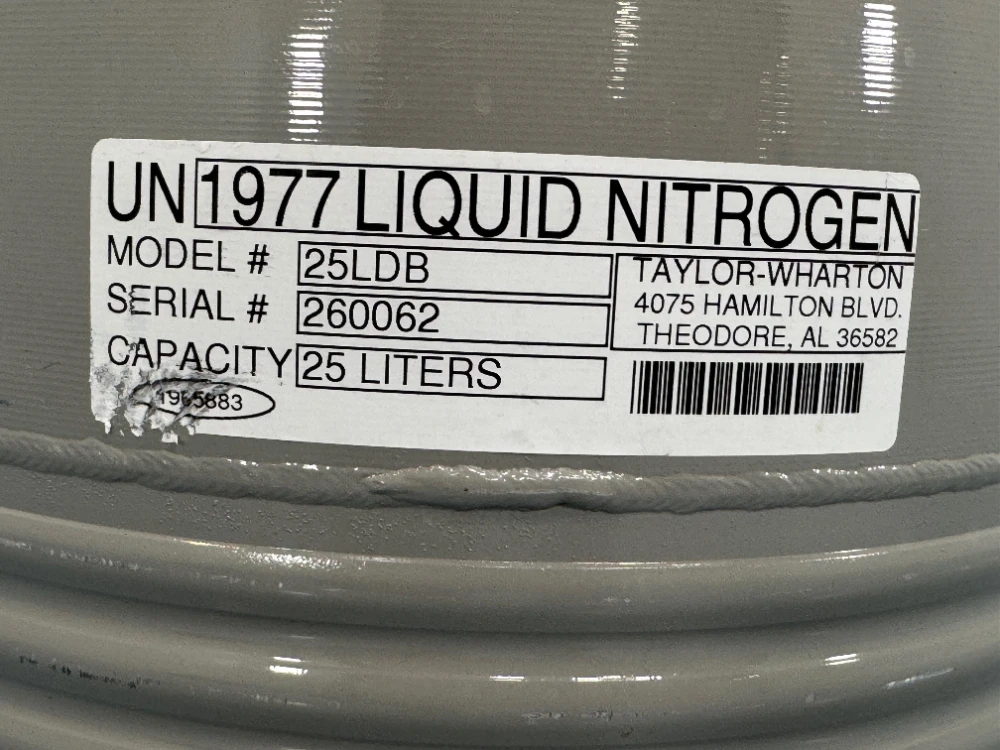 UN 1977 LIQUID NITROGEN
MODEL # 25LDB
SERIAL # 260062
CAPACITY 25 LITERS
TAYLOR-WHARTON
4075 HAMILTON BLVD.
THEODORE, AL 36582